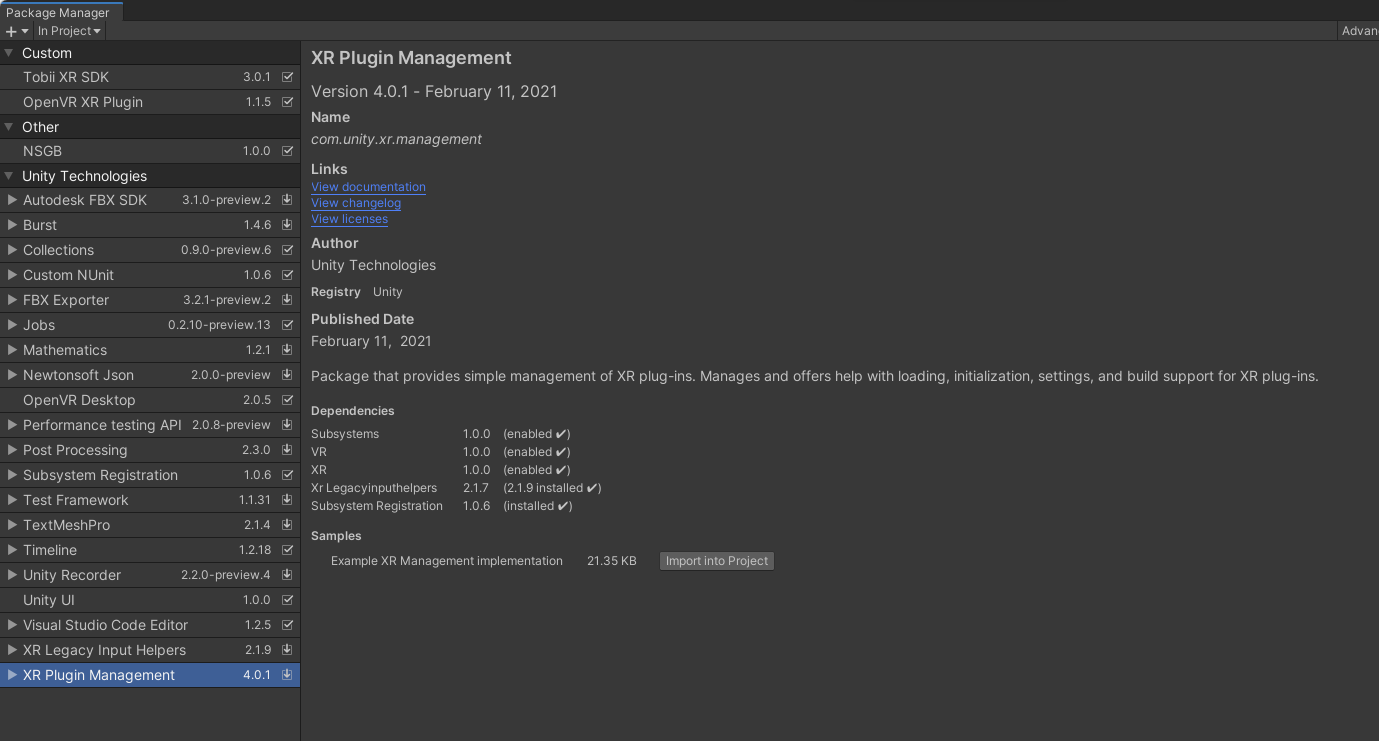 Package Manager
In Project
Advan
Custom
Tobii XR SDK 3.0.1
OpenVR XR Plugin 1.1.5
Other
NSGB 1.0.0
Unity Technologies
Autodesk FBX SDK 3.1.0-preview.2
Burst 1.4.6
Collections 0.9.0-preview.6
Custom NUnit 1.0.6
FBX Exporter 3.2.1-preview.2
Jobs 0.2.10-preview.13
Mathematics 1.2.1
Newtonsoft Json 2.0.0-preview
OpenVR Desktop 2.0.5
Performance testing API 2.0.8-preview
Post Processing 2.3.0
Subsystem Registration 1.0.6
Test Framework 1.1.31
TextMeshPro 2.1.4
Timeline 1.2.18
Unity Recorder 2.2.0-preview.4
Unity UI 1.0.0
Visual Studio Code Editor 1.2.5
XR Legacy Input Helpers 2.1.9
XR Plugin Management 4.0.1
XR Plugin Management
Version 4.0.1 - February 11, 2021
Name
com.unity.xr.management
Links
View documentation
View changelog
View licenses
Author
Unity Technologies
Registry Unity
Published Date
February 11, 2021
Package that provides simple management of XR plug-ins. Manages and offers help with loading, initialization, settings, and build support for XR plug-ins.
Dependencies
Subsystems 1.0.0 (enabled ✔)
VR 1.0.0 (enabled ✔)
XR 1.0.0 (enabled ✔)
Xr Legacyinputhelpers 2.1.7 (2.1.9 installed ✔)
Subsystem Registration 1.0.6 (installed ✔)
Samples
Example XR Management implementation 21.35 KB Import into Project